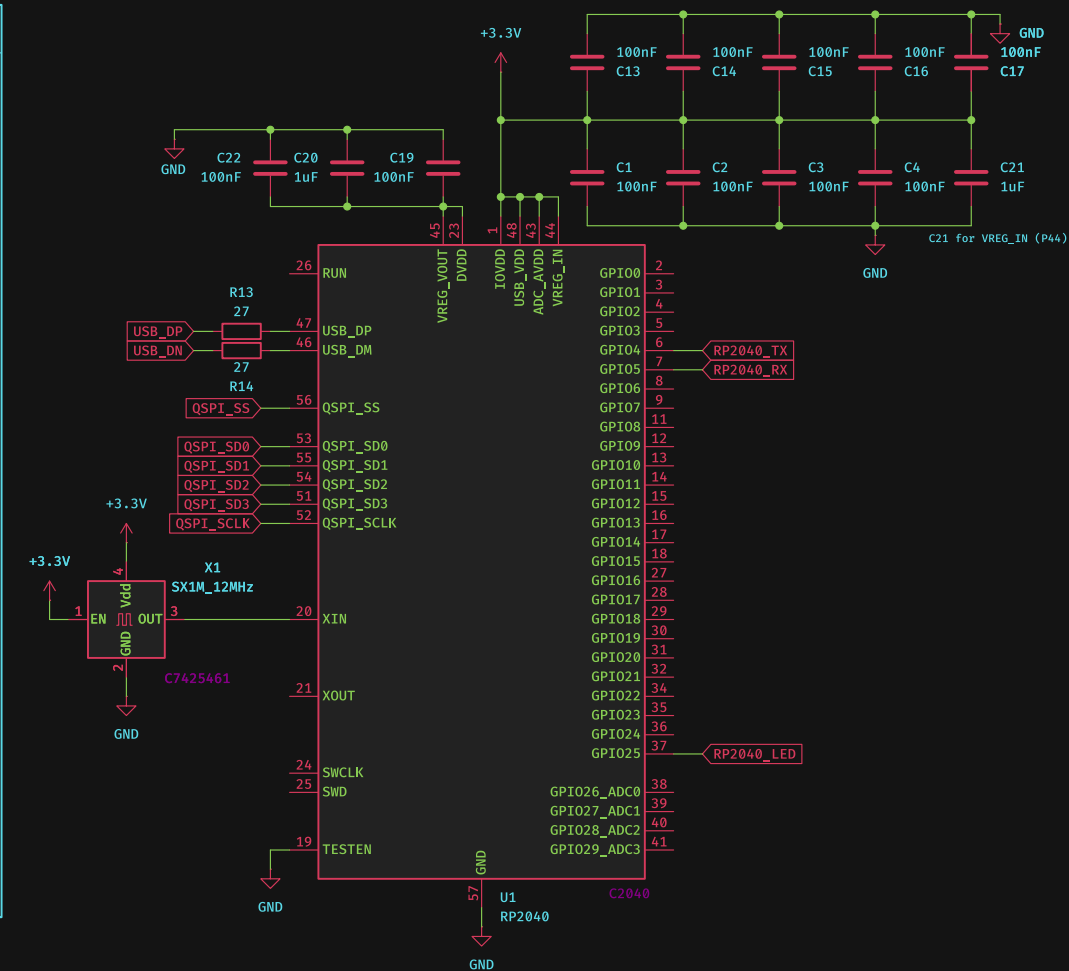 +3.3V
GND
100nF
C13
100nF
C14
100nF
C15
100nF
C16
100nF
C17
GND
C22
100nF
C20
1uF
C19
100nF
C1
100nF
C2
100nF
C3
100nF
C4
100nF
C21
1uF
C21 for VREG_IN (P44)
GND
45
23
1
48
43
44
VREG_VOUT
DVDD
IOVDD
USB_VDD
ADC_AVDD
VREG_IN
26 RUN
R13
27
USB_DP 47 USB_DP
USB_DN 46 USB_DM
27
R14
QSPI_SS 56 QSPI_SS
QSPI_SD0 53 QSPI_SD0
QSPI_SD1 55 QSPI_SD1
QSPI_SD2 54 QSPI_SD2
QSPI_SD3 51 QSPI_SD3
QSPI_SCLK 52 QSPI_SCLK
+3.3V
+3.3V
X1
SX1M_12MHz
4
Vdd
1 EN OUT 3
GND
2
C7425461
GND
20 XIN
21 XOUT
24 SWCLK
25 SWD
19 TESTEN
GND
GPIO0 2
GPIO1 3
GPIO2 4
GPIO3 5
GPIO4 6 RP2040_TX
GPIO5 7 RP2040_RX
GPIO6 8
GPIO7 9
GPIO8 11
GPIO9 12
GPIO10 13
GPIO11 14
GPIO12 15
GPIO13 16
GPIO14 17
GPIO15 18
GPIO16 27
GPIO17 28
GPIO18 29
GPIO19 30
GPIO20 31
GPIO21 32
GPIO22 34
GPIO23 35
GPIO24 36
GPIO25 37 RP2040_LED
GPIO26_ADC0 38
GPIO27_ADC1 39
GPIO28_ADC2 40
GPIO29_ADC3 41
GND
57
U1
RP2040
C2040
GND